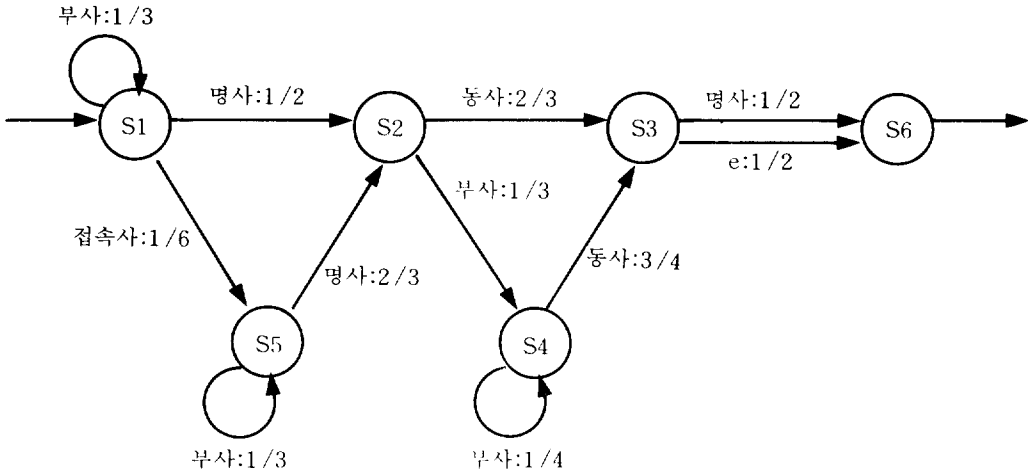 부사:1/3
명사:1/2
동사:2/3
명사:1/2
S1
S2
S3
S6
e:1/2
부사:1/3
접속사:1/6
명사:2/3
동사:3/4
S5
S4
부사:1/3
부사:1/4